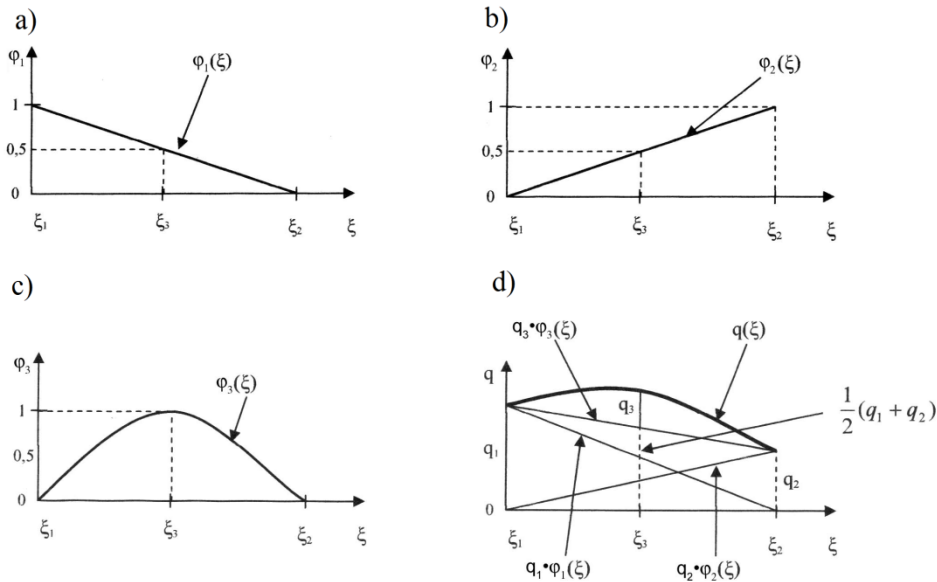 a)
φ₁
φ₁(ξ)
1
0,5
0
ξ₁
ξ₃
ξ₂
ξ
b)
φ₂
φ₂(ξ)
1
0,5
0
ξ₁
ξ₃
ξ₂
ξ
c)
φ₃
φ₃(ξ)
1
0,5
0
ξ₁
ξ₃
ξ₂
ξ
d)
q₃•φ₃(ξ)
q(ξ)
q
q₃
1/2(q₁ + q₂)
q₁
q₂
0
ξ₁
ξ₃
ξ₂
ξ
q₁•φ₁(ξ)
q₂•φ₂(ξ)